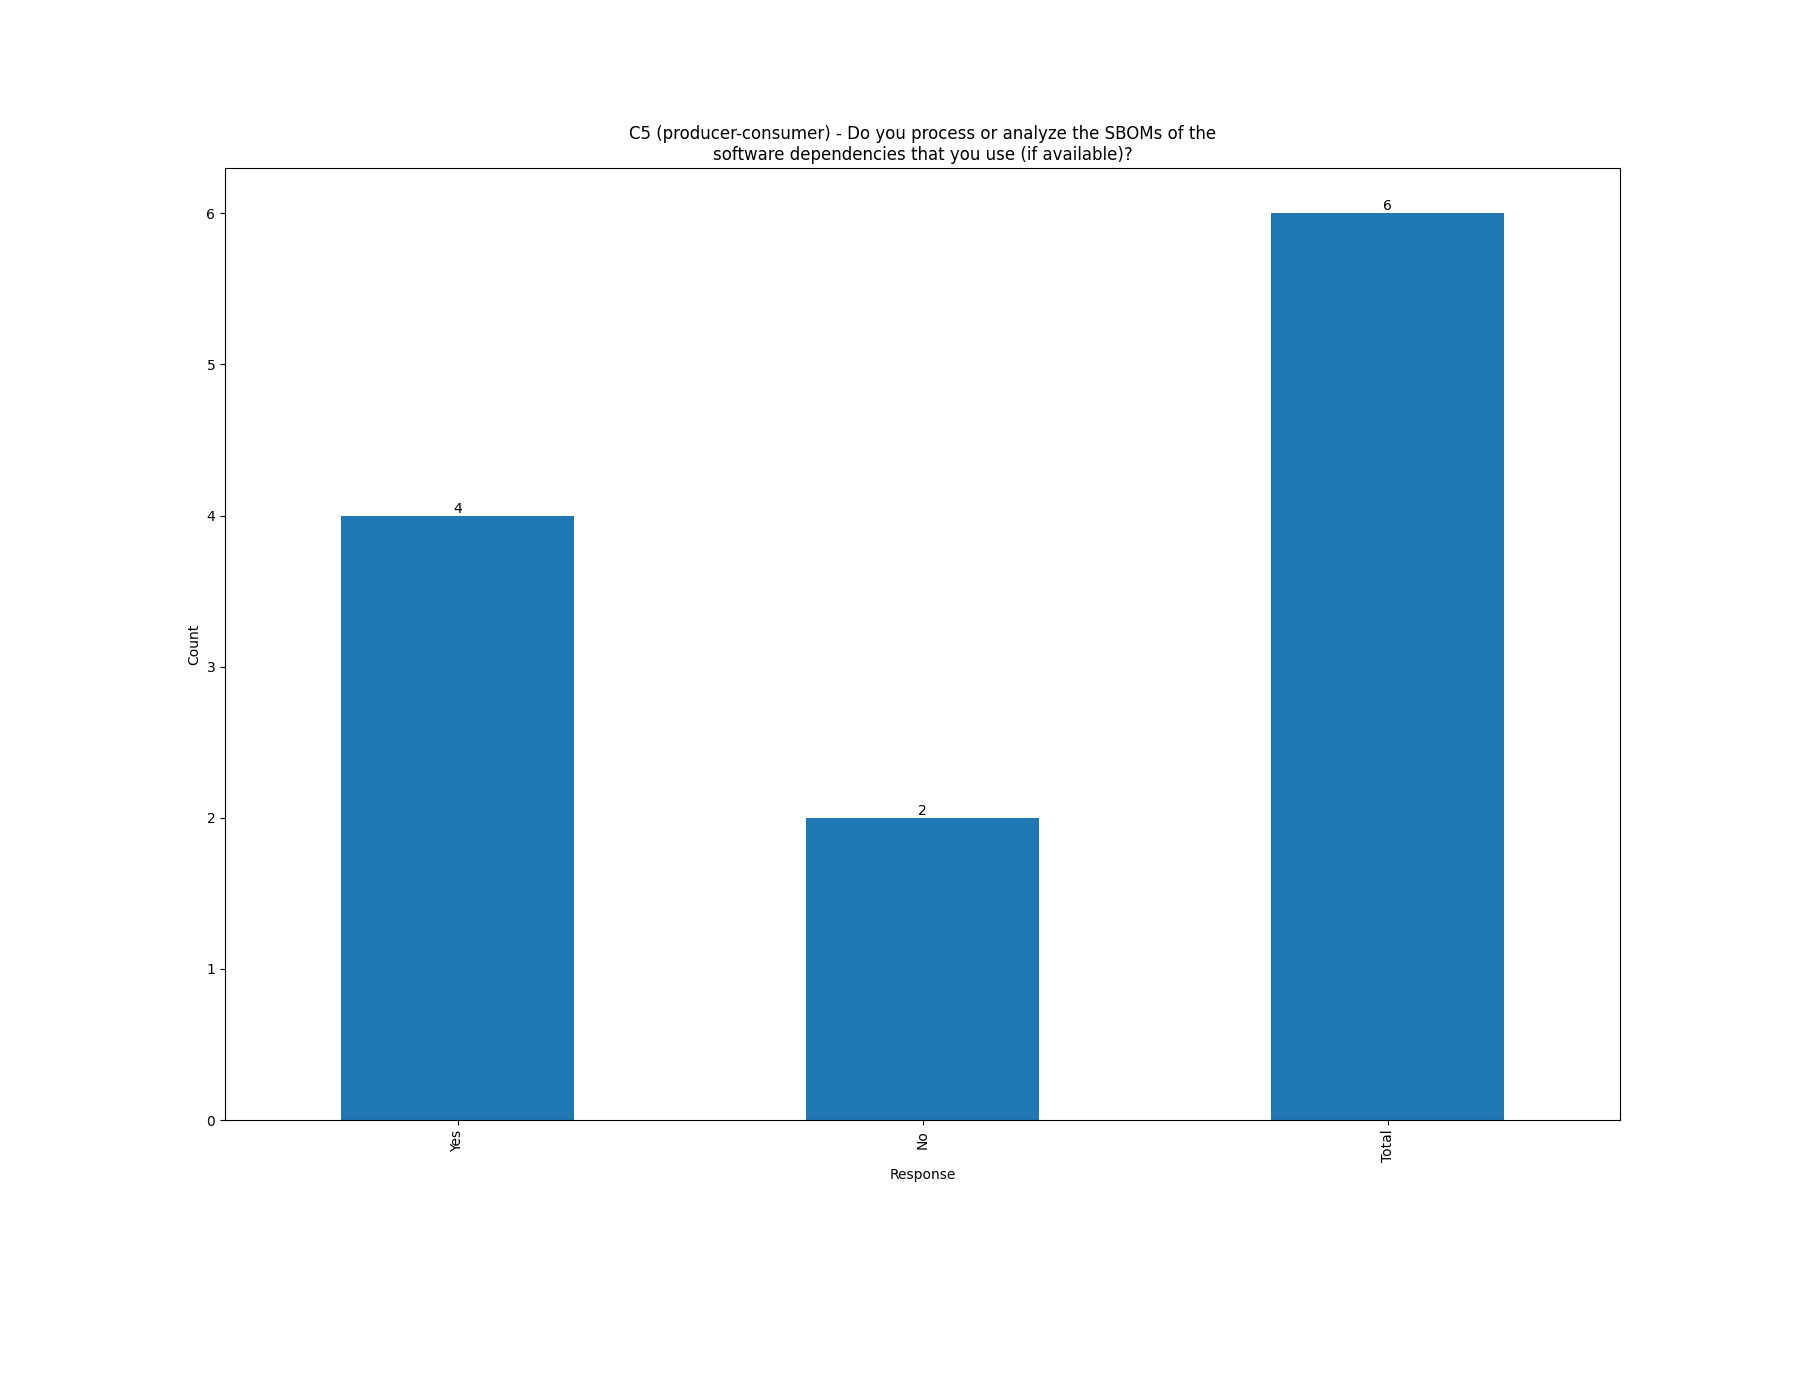 C5 (producer-consumer) - Do you process or analyze the SBOMs of the
software dependencies that you use (if available)?
6
6
5
4
4
Count
3
2
2
1
0
Yes
No
Total
Response